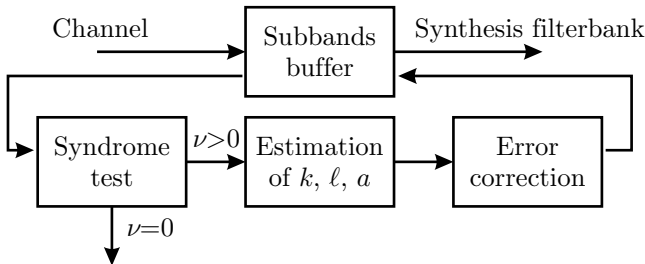 Channel
Subbands
buffer
Synthesis filterbank
Syndrome
test
ν>0
Estimation
of k, ℓ, a
Error
correction
ν=0